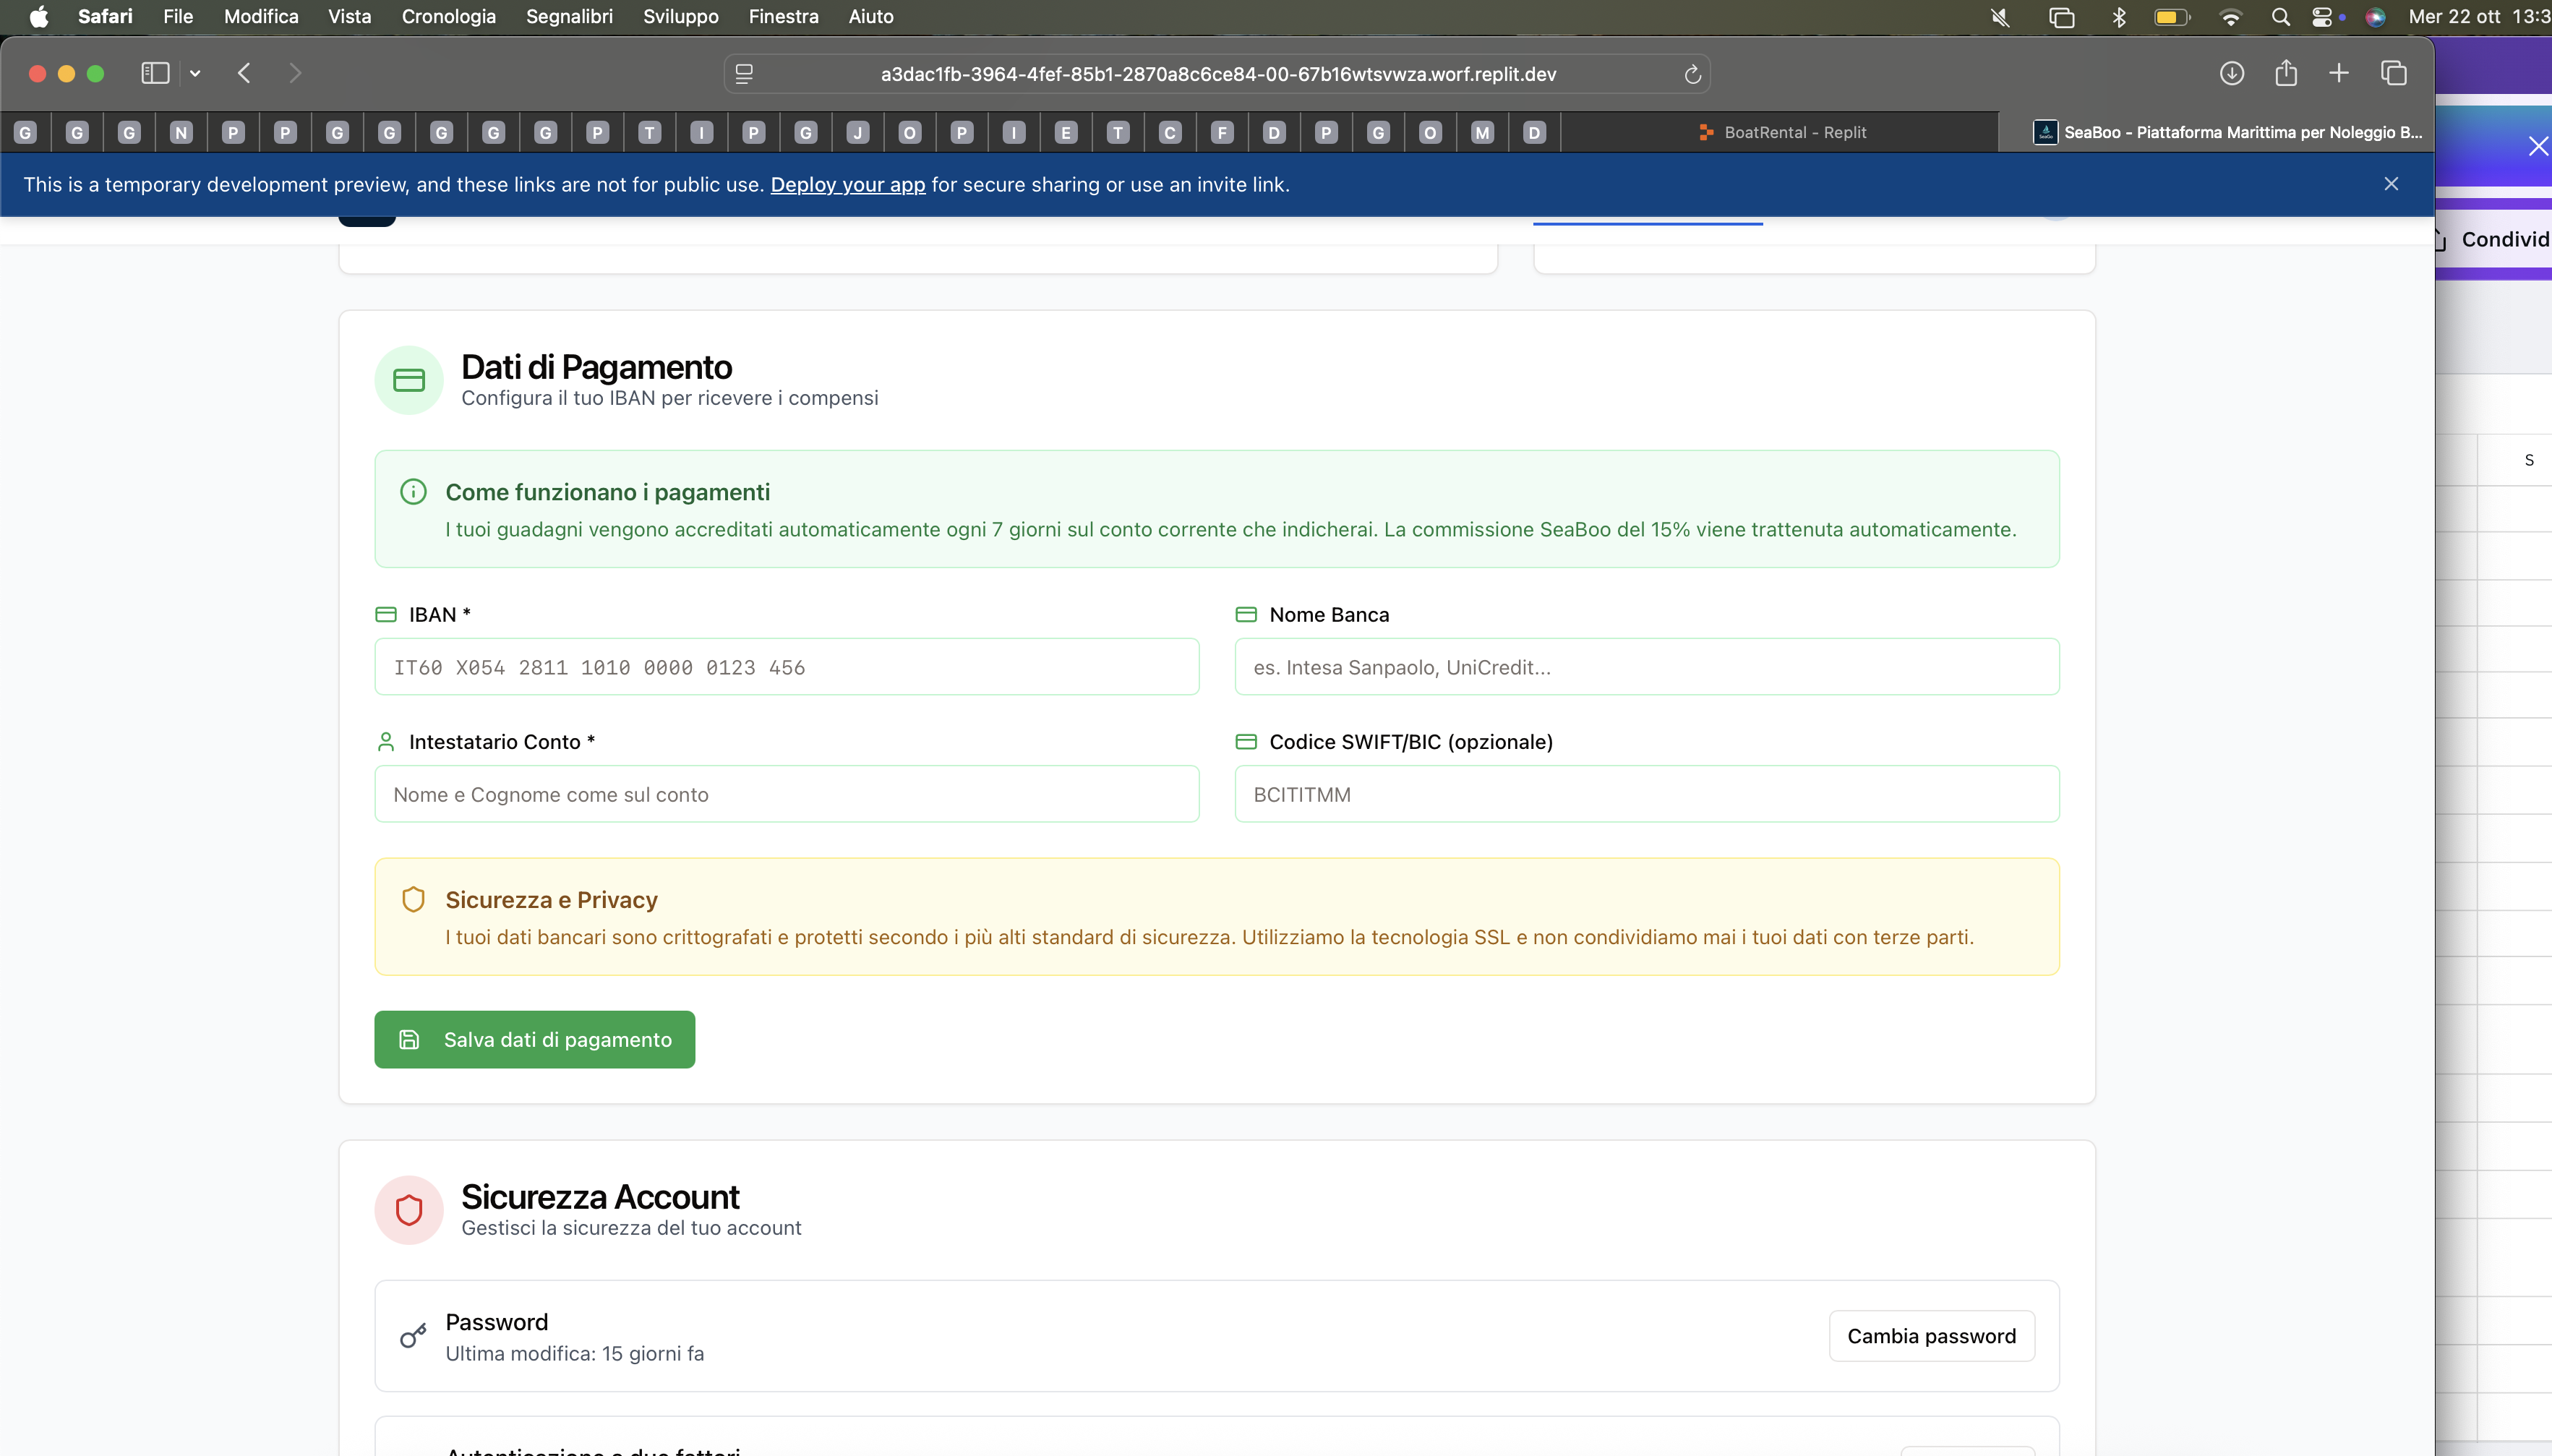 Safari File Modifica Vista Cronologia Segnalibri Sviluppo Finestra Aiuto Mer 22 ott 13:3
a3dac1fb-3964-4fef-85b1-2870a8c6ce84-00-67b16wtsvwza.worf.replit.dev
G G G N P P G G G G G P T I P G J O P I E T C F D P G O M D BoatRental - Replit SeaBoo - Piattaforma Marittima per Noleggio B...
This is a temporary development preview, and these links are not for public use. Deploy your app for secure sharing or use an invite link.
Condivid
Dati di Pagamento
Configura il tuo IBAN per ricevere i compensi
S
Come funzionano i pagamenti
I tuoi guadagni vengono accreditati automaticamente ogni 7 giorni sul conto corrente che indicherai. La commissione SeaBoo del 15% viene trattenuta automaticamente.
IBAN * Nome Banca
IT60 X054 2811 1010 0000 0123 456 es. Intesa Sanpaolo, UniCredit...
Intestatario Conto * Codice SWIFT/BIC (opzionale)
Nome e Cognome come sul conto BCITITMM
Sicurezza e Privacy
I tuoi dati bancari sono crittografati e protetti secondo i più alti standard di sicurezza. Utilizziamo la tecnologia SSL e non condividiamo mai i tuoi dati con terze parti.
Salva dati di pagamento
Sicurezza Account
Gestisci la sicurezza del tuo account
Password
Ultima modifica: 15 giorni fa
Cambia password
Autenticazione a due fattori